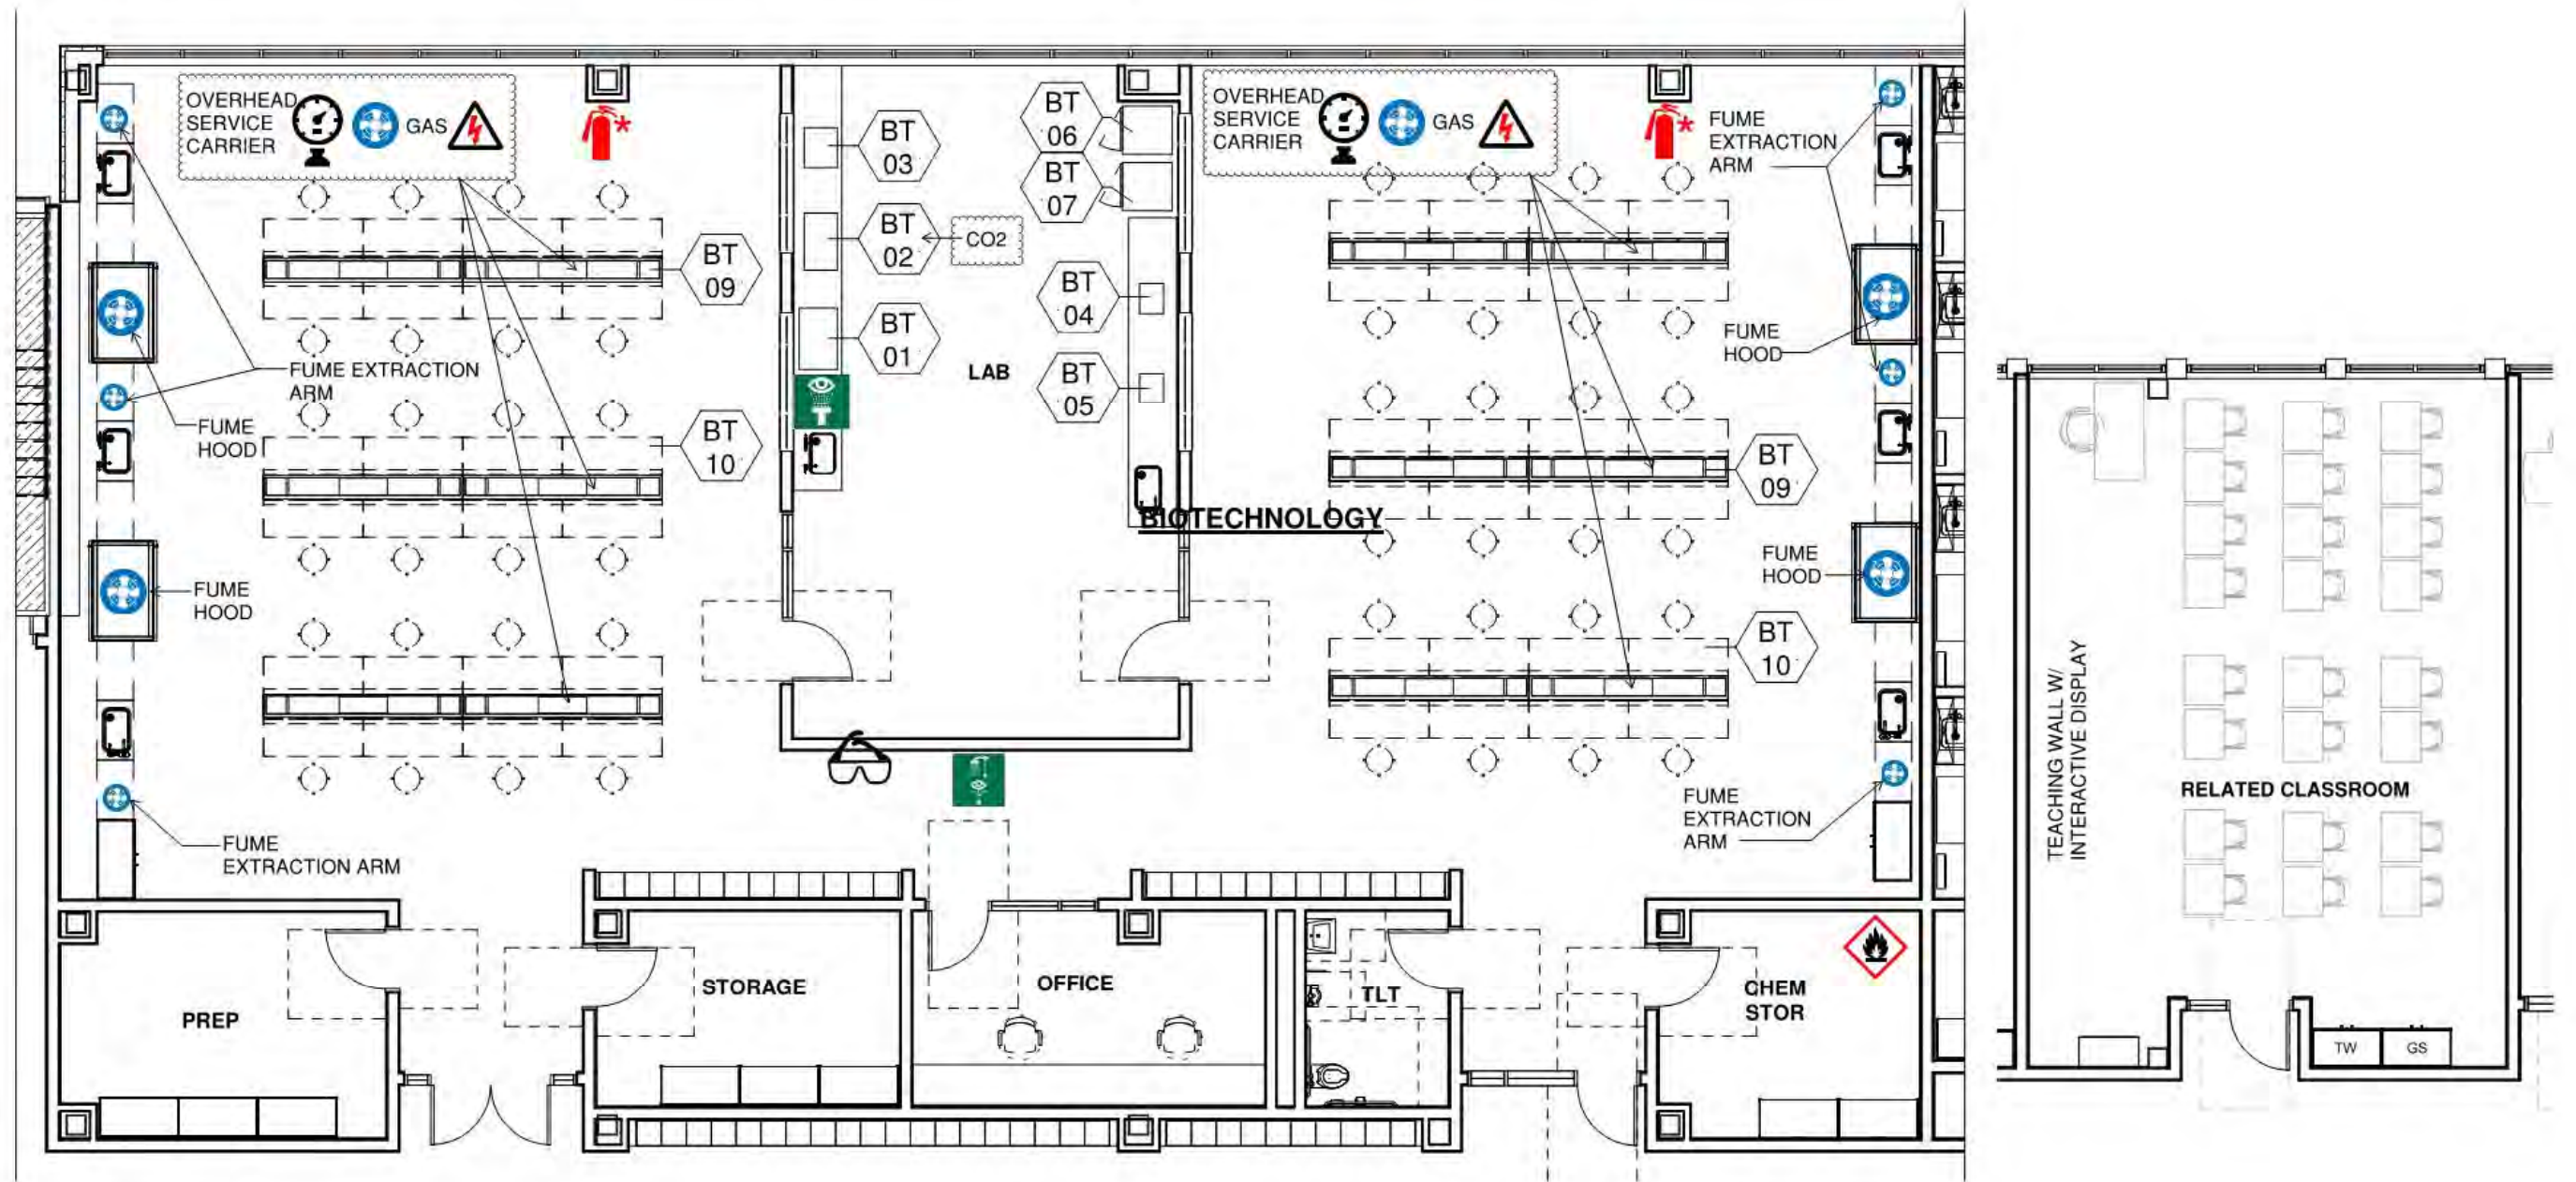 OVERHEAD
SERVICE
CARRIER
GAS
BT
03
BT
06
BT
07
OVERHEAD
SERVICE
CARRIER
GAS
FUME
EXTRACTION
ARM
BT
02
CO2
BT
09
BT
04
BT
01
FUME
HOOD
LAB
FUME EXTRACTION
ARM
BT
05
FUME
HOOD
BT
10
BT
09
BIOTECHNOLOGY
FUME
HOOD
FUME
HOOD
BT
10
FUME
EXTRACTION
ARM
FUME
EXTRACTION ARM
PREP
STORAGE
OFFICE
TLT
CHEM
STOR
TEACHING WALL W/
INTERACTIVE DISPLAY
RELATED CLASSROOM
TW
GS